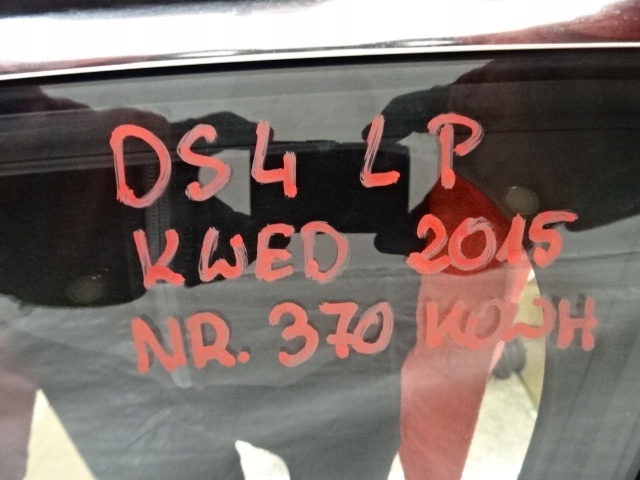 DS4 LP
KWED 2015
NR. 370 KOWH